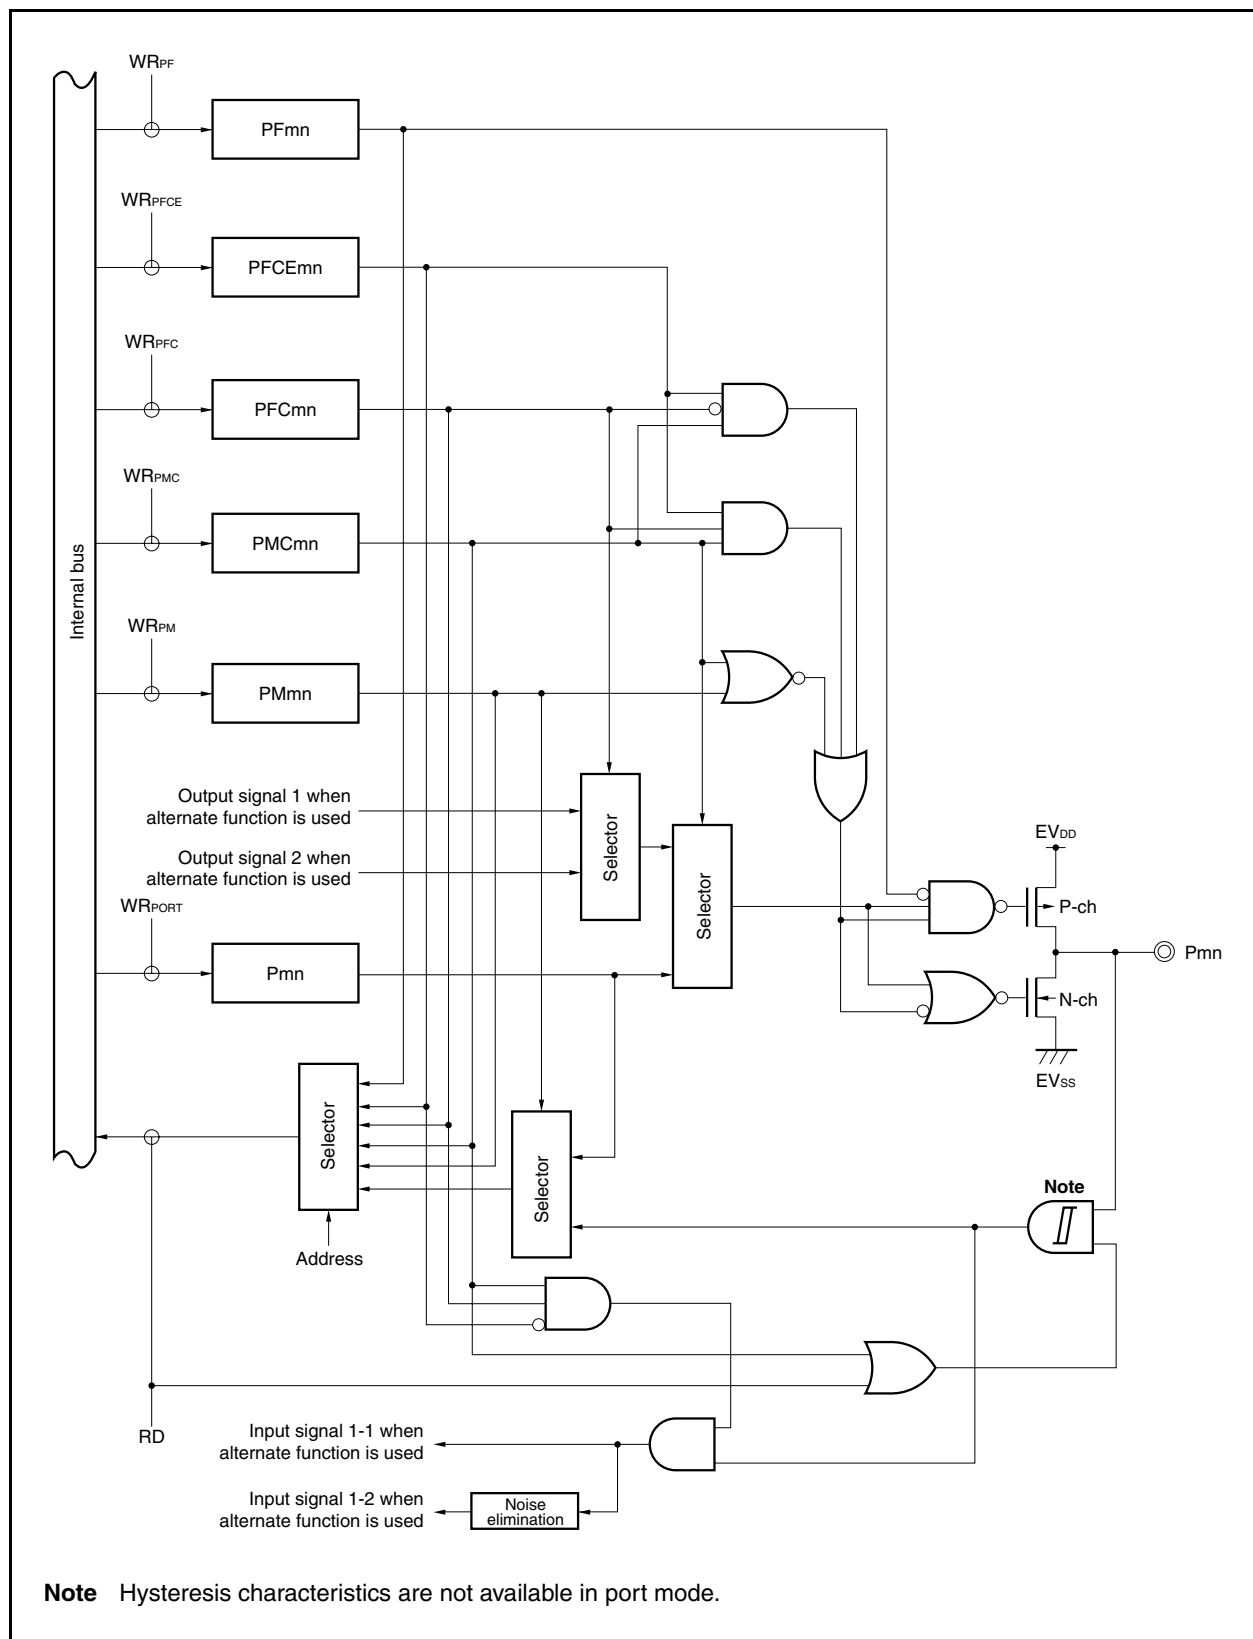 WRPF
PFmn
WRPFCE
PFCEmn
WRPFC
PFCmn
WRPMC
PMCmn
Internal bus
WRPM
PMmn
Output signal 1 when
alternate function is used
Output signal 2 when
alternate function is used
Selector
Selector
EVDD
P-ch
WRPORT
Pmn
Pmn
N-ch
EVSS
Selector
Selector
Note
Address
RD
Input signal 1-1 when
alternate function is used
Input signal 1-2 when
alternate function is used
Noise
elimination
Note Hysteresis characteristics are not available in port mode.